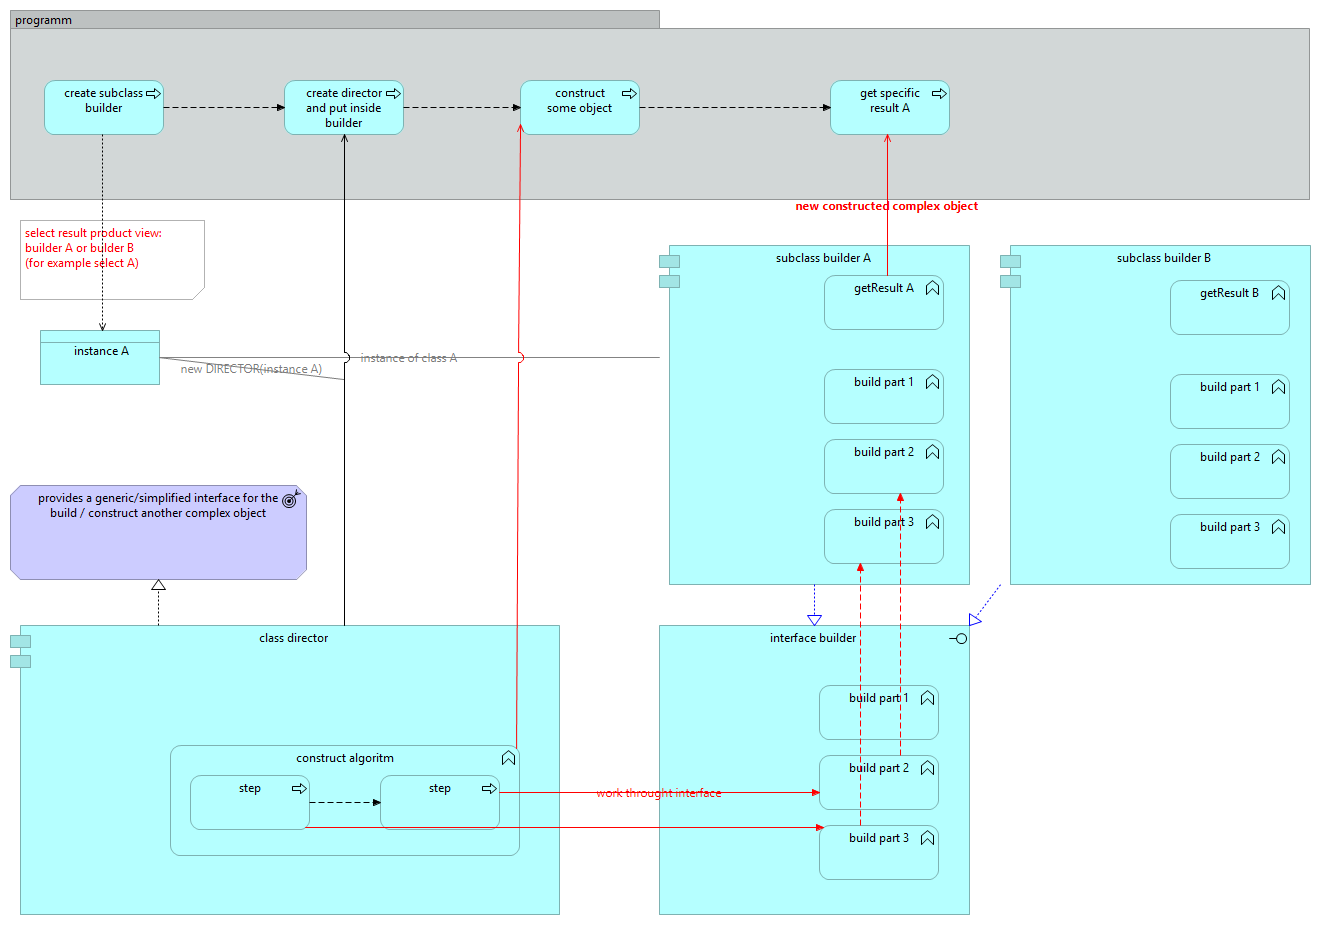 programm
create subclass
builder
create director
and put inside
builder
construct
some object
get specific
result A
new constructed complex object
select result product view:
builder A or bulder B
(for example select A)
subclass builder A
subclass builder B
getResult A
getResult B
instance A
instance of class A
new DIRECTOR(instance A)
build part 1
build part 2
build part 3
build part 1
build part 2
build part 3
provides a generic/simplified interface for the
build / construct another complex object
class director
construct algoritm
step
step
work throught interface
interface builder
build part 1
build part 2
build part 3